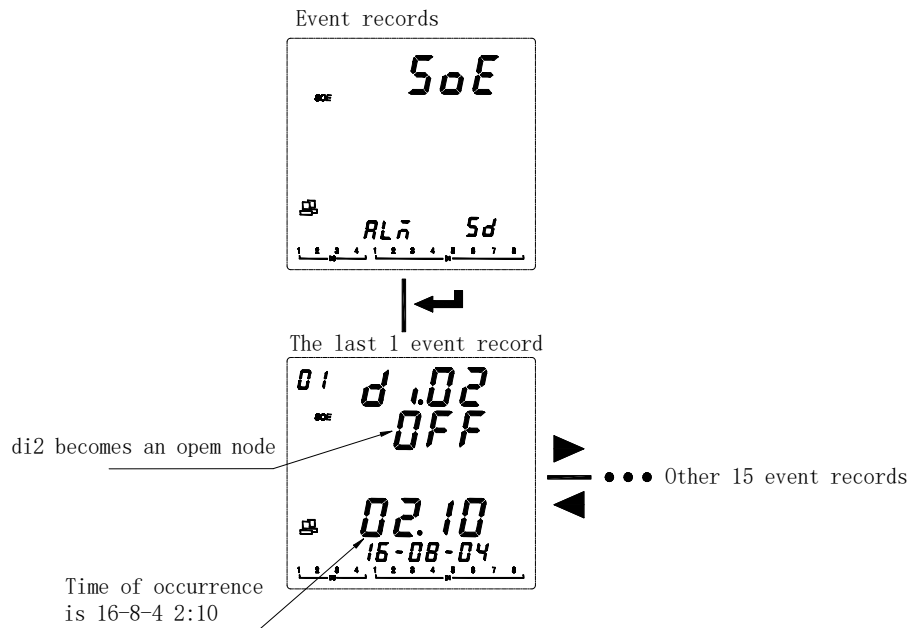 Event records
SoE
SOE
ALm Sd
1 2 3 4 1 2 3 4 5 6 7 8
The last 1 event record
01 di.02
SOE
OFF
di2 becomes an opem node
Other 15 event records
02.10
16-08-04
1 2 3 4 1 2 3 4 5 6 7 8
Time of occurrence
is 16-8-4 2:10